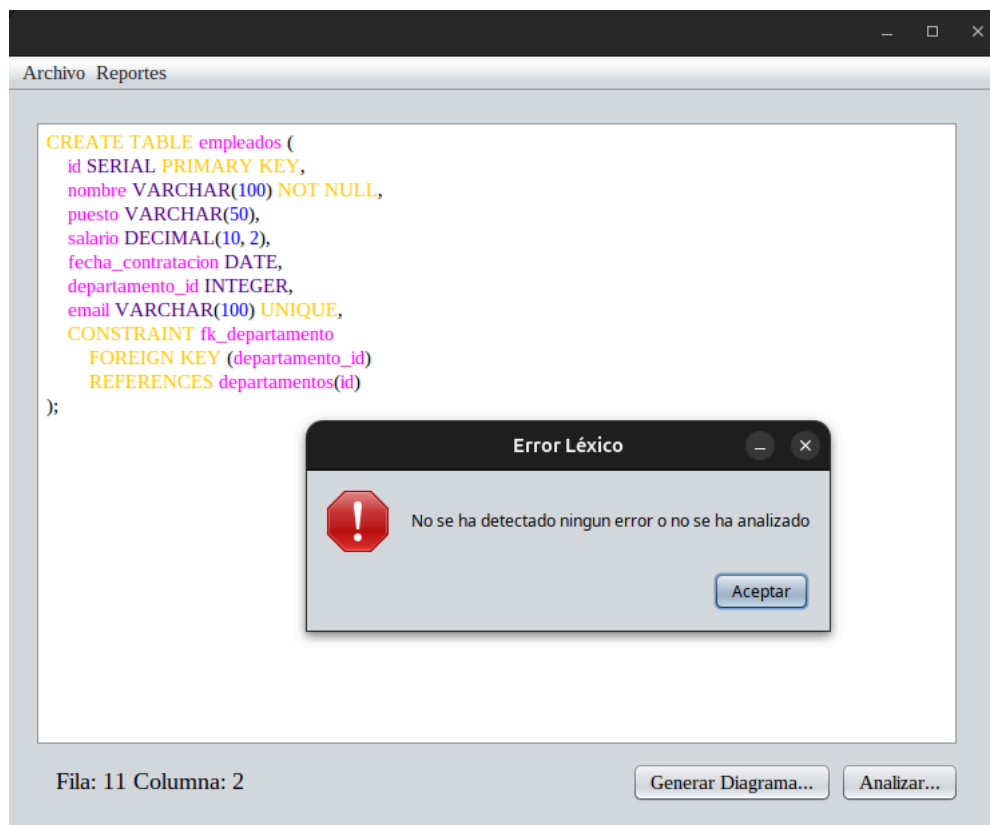 Archivo Reportes
CREATE TABLE empleados (
id SERIAL PRIMARY KEY,
nombre VARCHAR(100) NOT NULL,
puesto VARCHAR(50),
salario DECIMAL(10, 2),
fecha_contratacion DATE,
departamento_id INTEGER,
email VARCHAR(100) UNIQUE,
CONSTRAINT fk_departamento
FOREIGN KEY (departamento_id)
REFERENCES departamentos(id)
);
Error Léxico
No se ha detectado ningun error o no se ha analizado
Aceptar
Fila: 11 Columna: 2
Generar Diagrama...
Analizar...